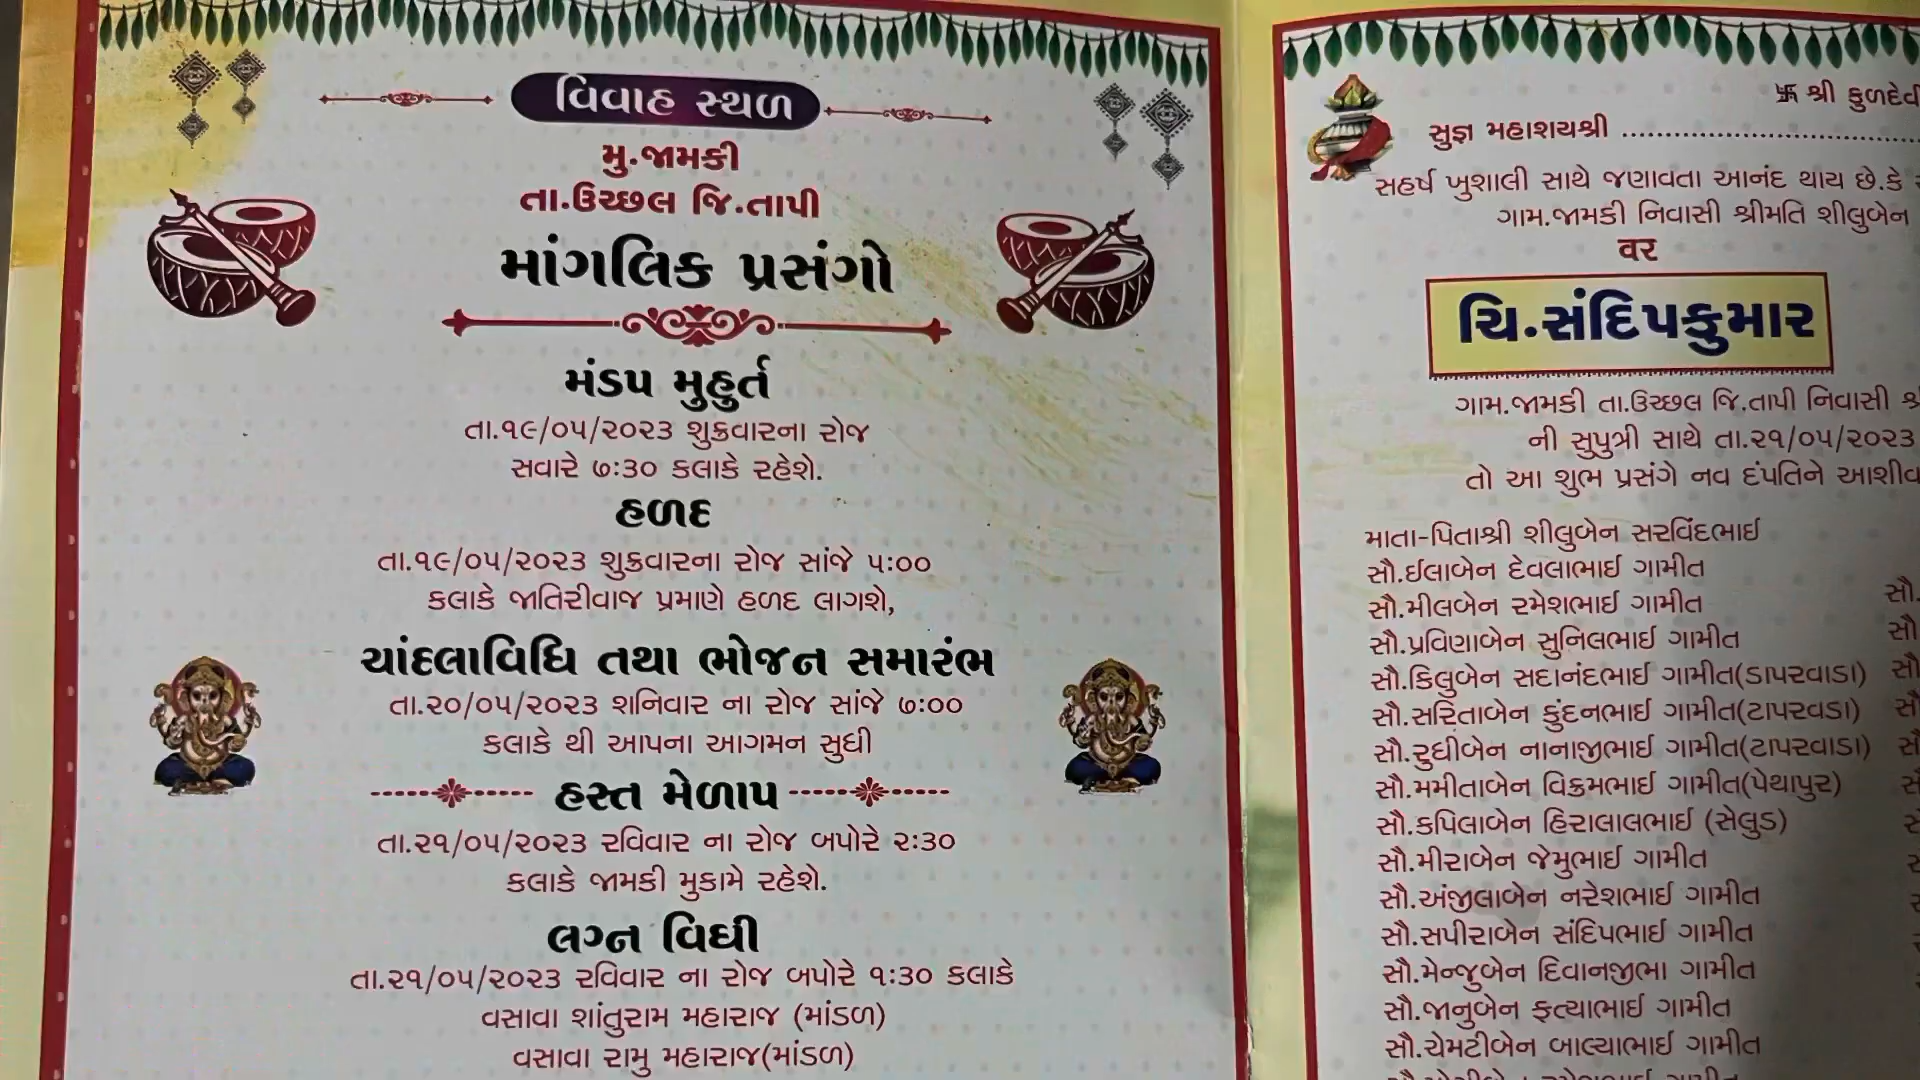 વિવાહ સ્થળ
મુ.જામકી
તા.ઉચ્છલ જિ.તાપી
માંગલિક પ્રસંગો
મંડપ મુહુર્ત
તા.૧૯/૦૫/૨૦૨૩ શુક્રવારના રોજ
સવારે ૭:૩૦ કલાકે રહેશે.
હળદ
તા.૧૯/૦૫/૨૦૨૩ શુક્રવારના રોજ સાંજે ૫:૦૦
કલાકે જાતિરીવાજ પ્રમાણે હળદ લાગશે,
ચાંદલાવિધિ તથા ભોજન સમારંભ
તા.૨૦/૦૫/૨૦૨૩ શનિવાર ના રોજ સાંજે ૭:૦૦
કલાકે થી આપના આગમન સુધી
હસ્ત મેળાપ
તા.૨૧/૦૫/૨૦૨૩ રવિવાર ના રોજ બપોરે ૨:૩૦
કલાકે જામકી મુકામે રહેશે.
લગ્ન વિધી
તા.૨૧/૦૫/૨૦૨૩ રવિવાર ના રોજ બપોરે ૧:૩૦ કલાકે
વસાવા શાંતુરામ મહારાજ (માંડળ)
વસાવા રામુ મહારાજ(માંડળ)
卐 શ્રી કુળદેવી
સુજ્ઞ મહાશયશ્રી
સહર્ષ ખુશાલી સાથે જણાવતા આનંદ થાય છે.કે
ગામ.જામકી નિવાસી શ્રીમતિ શીલુબેન
વર
ચિ.સંદિપકુમાર
ગામ.જામકી તા.ઉચ્છલ જિ.તાપી નિવાસી
ની સુપુત્રી સાથે તા.૨૧/૦૫/૨૦૨૩
તો આ શુભ પ્રસંગે નવ દંપતિને
માતા-પિતાશ્રી શીલુબેન સરવિંદભાઈ
સૌ.ઈલાબેન દેવલાભાઈ ગામીત
સૌ.મીલબેન રમેશભાઈ ગામીત
સૌ.પ્રવિણાબેન સુનિલભાઈ ગામીત
સૌ.કિલુબેન સદાનંદભાઈ ગામીત(ડાપરવાડા)
સૌ.સરિતાબેન કુંદનભાઈ ગામીત(ટાપરવડા)
સૌ.રુધીબેન નાનાજીભાઈ ગામીત(ટાપરવાડા)
સૌ.મમીતાબેન વિક્રમભાઈ ગામીત(પેથાપુર)
સૌ.કપિલાબેન હિરાલાલભાઈ (સેલુડ)
સૌ.મીરાબેન જેમુભાઈ ગામીત
સૌ.અંજીલાબેન નરેશભાઈ ગામીત
સૌ.સપીરાબેન સંદિપભાઈ ગામીત
સૌ.મેન્જુબેન દિવાનજીભા ગામીત
સૌ.જાનુબેન ફત્યાભાઈ ગામીત
સૌ.ચેમટીબેન બાલ્યાભાઈ ગામીત